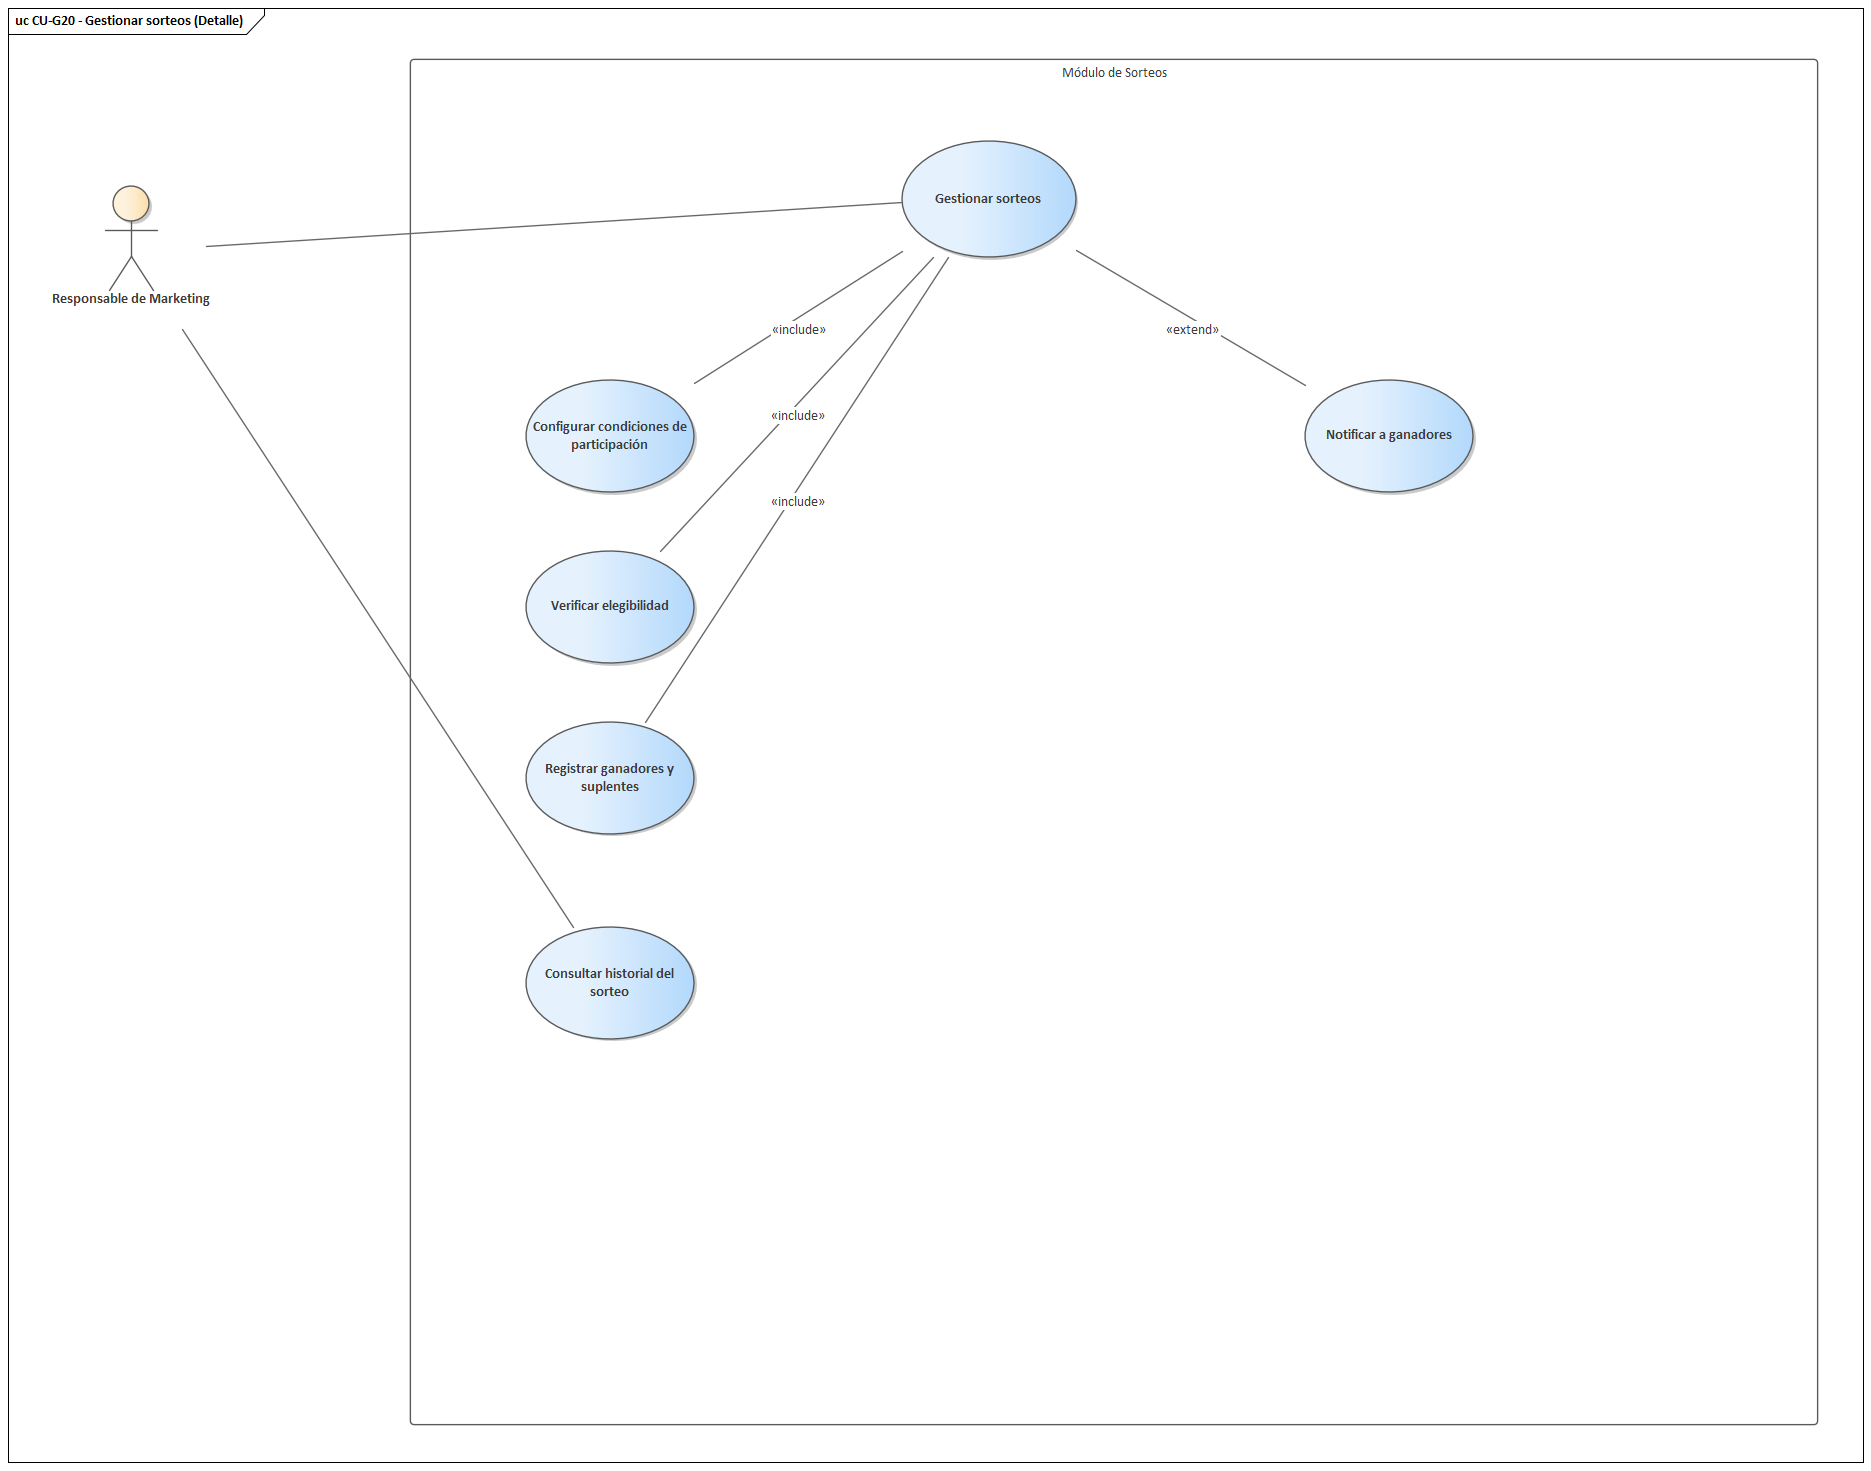 uc CU-G20 - Gestionar sorteos (Detalle)
Módulo de Sorteos
Gestionar sorteos
Responsable de Marketing
«include»
«extend»
«include»
Configurar condiciones de
participación
Notificar a ganadores
«include»
Verificar elegibilidad
Registrar ganadores y
suplentes
Consultar historial del
sorteo